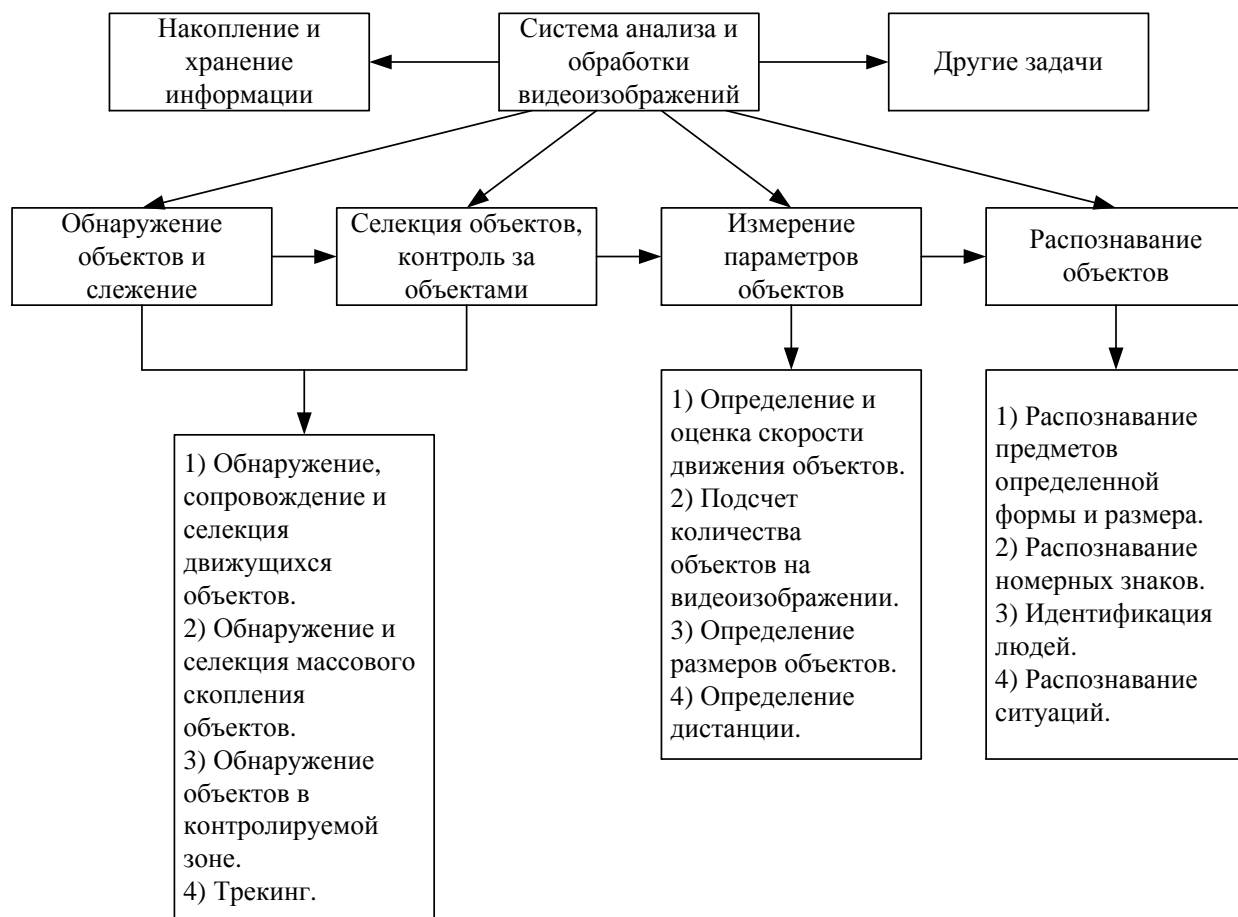 Накопление и
хранение
информации
Система анализа и
обработки
видеоизображений
Другие задачи
Обнаружение
объектов и
слежение
Селекция объектов,
контроль за
объектами
Измерение
параметров
объектов
Распознавание
объектов
1) Обнаружение,
сопровождение и
селекция
движущихся
объектов.
2) Обнаружение и
селекция массового
скопления
объектов.
3) Обнаружение
объектов в
контролируемой
зоне.
4) Трекинг.
1) Определение и
оценка скорости
движения объектов.
2) Подсчет
количества
объектов на
видеоизображении.
3) Определение
размеров объектов.
4) Определение
дистанции.
1) Распознавание
предметов
определенной
формы и размера.
2) Распознавание
номерных знаков.
3) Идентификация
людей.
4) Распознавание
ситуаций.